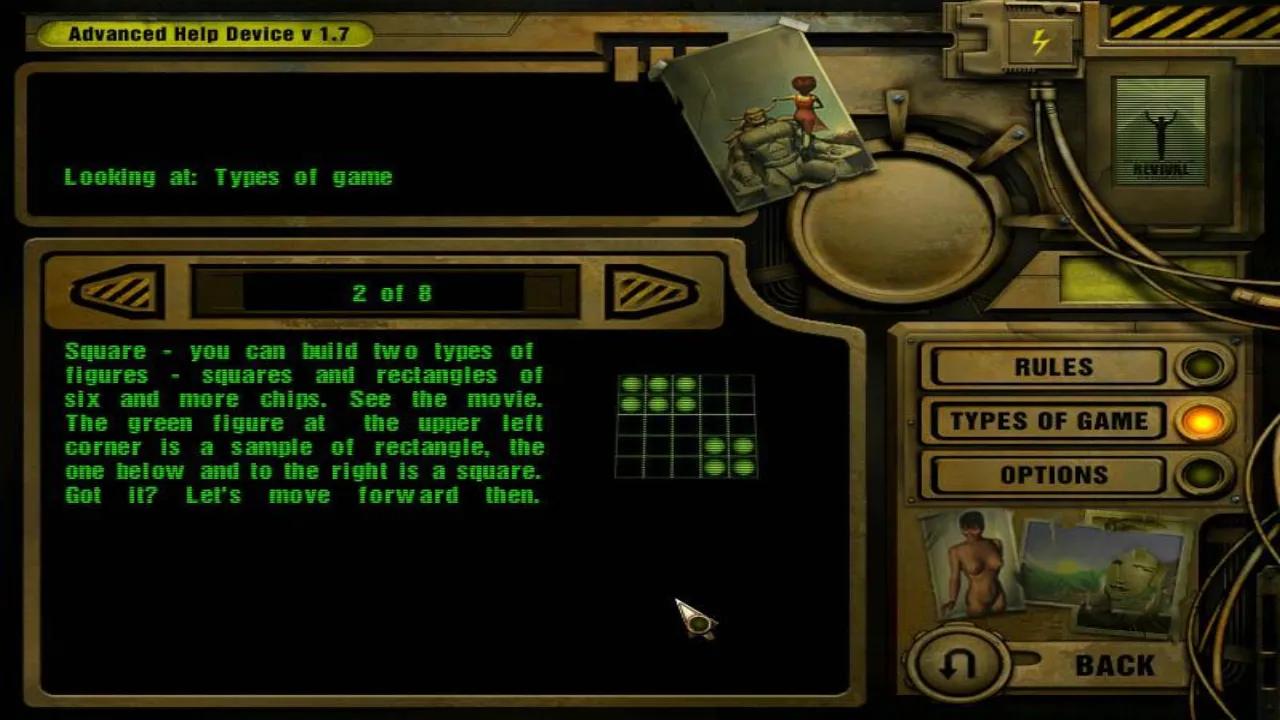 Advanced Help Device v 1.7
REVIVAL
Looking at: Types of game
2 of 8
Square - you can build two types of
figures - squares and rectangles of
six and more chips. See the movie.
The green figure at the upper left
corner is a sample of rectangle, the
one below and to the right is a square.
Got it? Let's move forward then.
RULES
TYPES OF GAME
OPTIONS
BACK